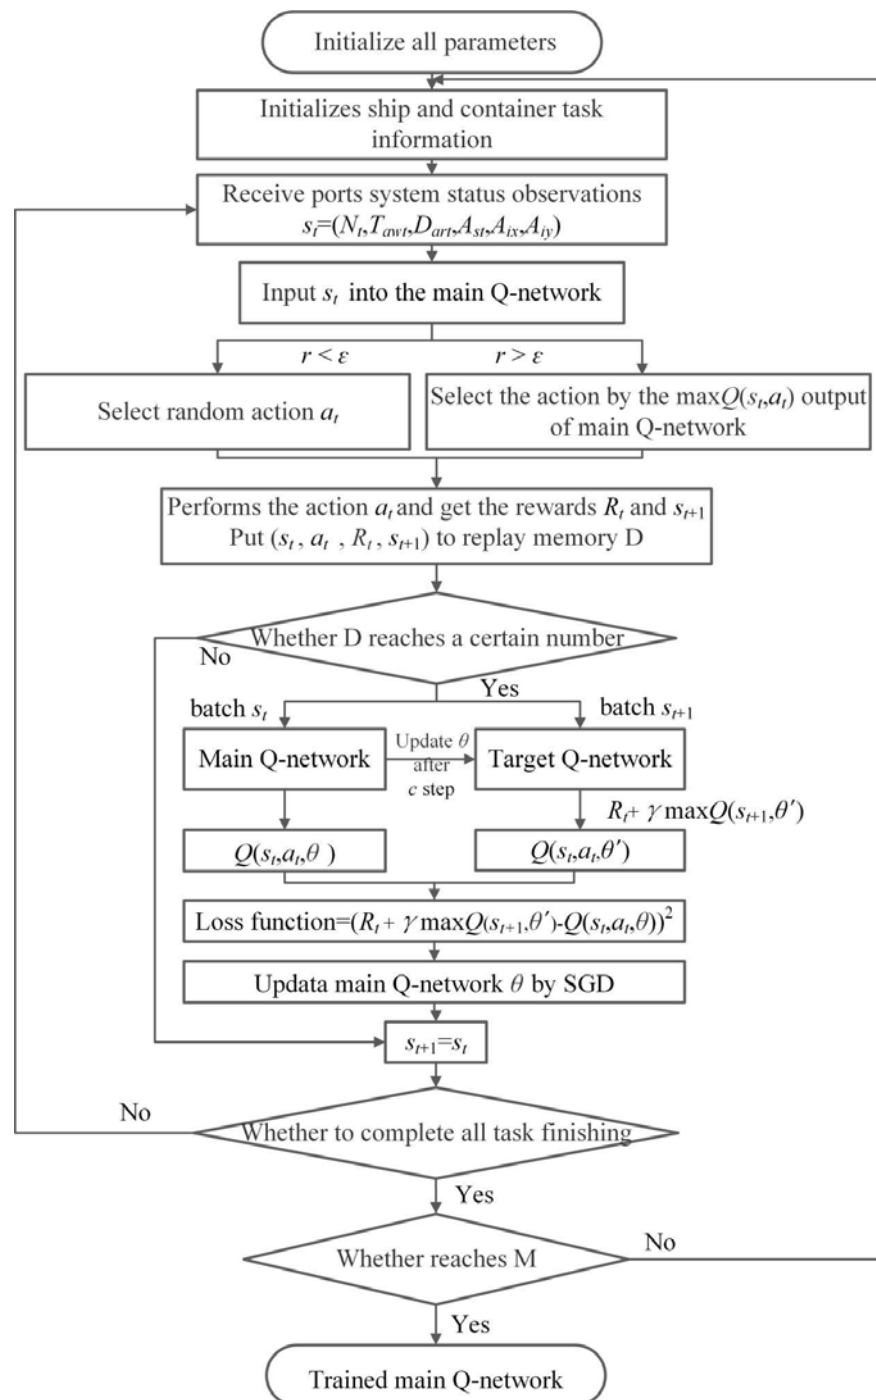 Initialize all parameters
Initializes ship and container task
information
Receive ports system status observations
sₜ=(Nₜ,T_awt,D_art,A_st,A_ix,A_iy)
Input sₜ into the main Q-network
r < ε
r > ε
Select random action aₜ
Select the action by the maxQ(sₜ,aₜ) output
of main Q-network
Performs the action aₜ and get the rewards Rₜ and sₜ₊₁
Put (sₜ , aₜ , Rₜ , sₜ₊₁) to replay memory D
Whether D reaches a certain number
No
Yes
batch sₜ
batch sₜ₊₁
Main Q-network
Update θ
after
c step
Target Q-network
Rₜ+ γ maxQ(sₜ₊₁,θ′)
Q(sₜ,aₜ,θ )
Q(sₜ,aₜ,θ′)
Loss function=(Rₜ + γ maxQ(sₜ₊₁,θ′)-Q(sₜ,aₜ,θ))²
Updata main Q-network θ by SGD
sₜ₊₁=sₜ
No
Whether to complete all task finishing
Yes
Whether reaches M
No
Yes
Trained main Q-network